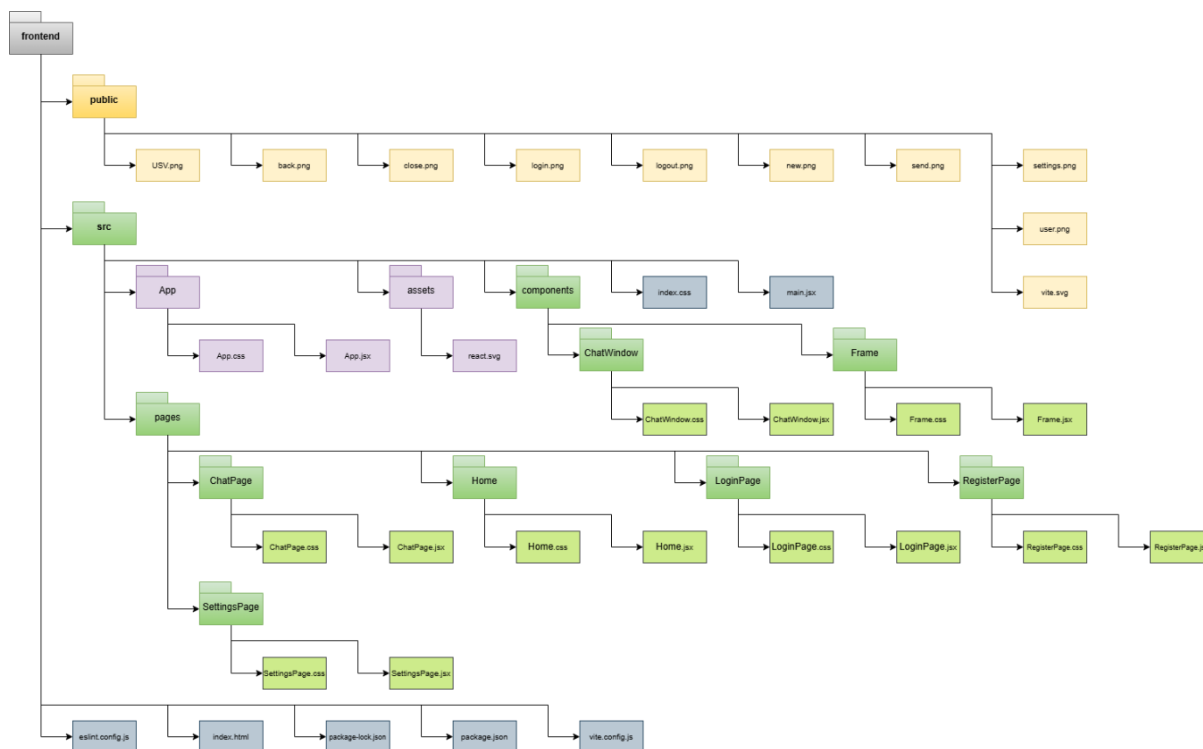 frontend
public
USV.png
back.png
close.png
login.png
logout.png
new.png
send.png
settings.png
user.png
vite.svg
src
App
assets
components
index.css
main.jsx
App.css
App.jsx
react.svg
ChatWindow
Frame
ChatWindow.css
ChatWindow.jsx
Frame.css
Frame.jsx
pages
ChatPage
Home
LoginPage
RegisterPage
ChatPage.css
ChatPage.jsx
Home.css
Home.jsx
LoginPage.css
LoginPage.jsx
RegisterPage.css
RegisterPage.js
SettingsPage
SettingsPage.css
SettingsPage.jsx
eslint.config.js
index.html
package-lock.json
package.json
vite.config.js